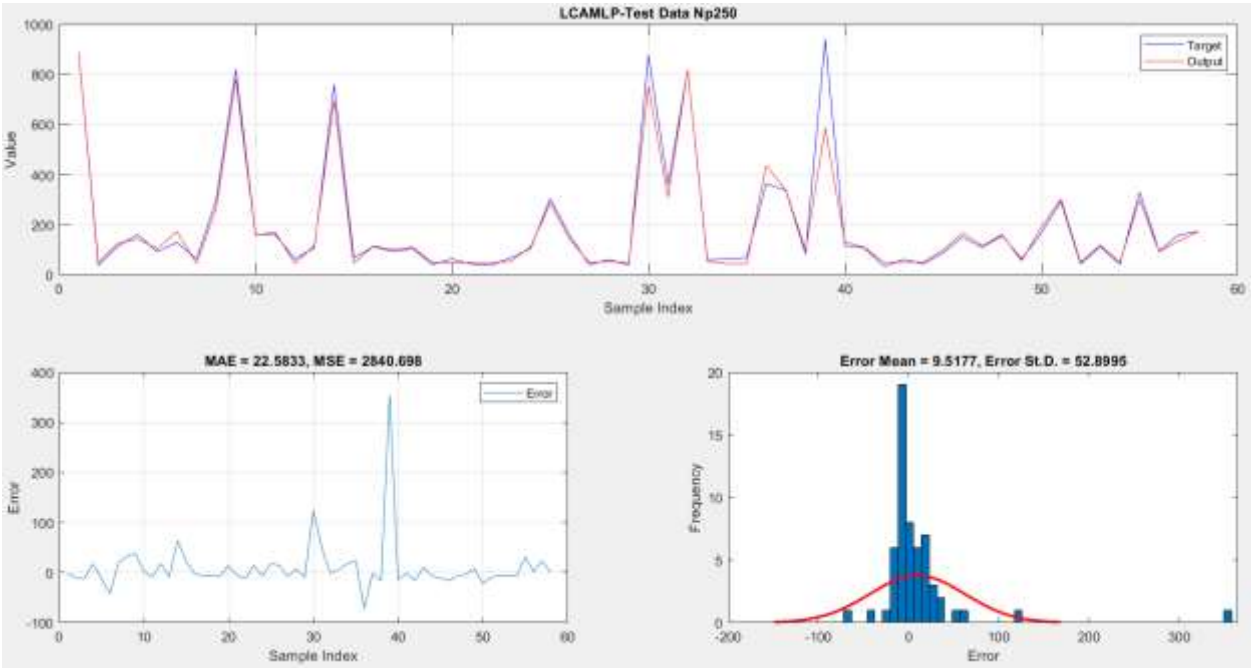 LCAMLP-Test Data Np250
1000
800
600
400
200
0
Value
Target
Output
0 10 20 30 40 50 60
Sample Index
MAE = 22.5833, MSE = 2840.698
400
300
200
100
0
-100
Error
Error
0 10 20 30 40 50 60
Sample Index
Error Mean = 9.5177, Error St.D. = 52.8995
20
15
10
5
0
Frequency
-200 -100 0 100 200 300
Error